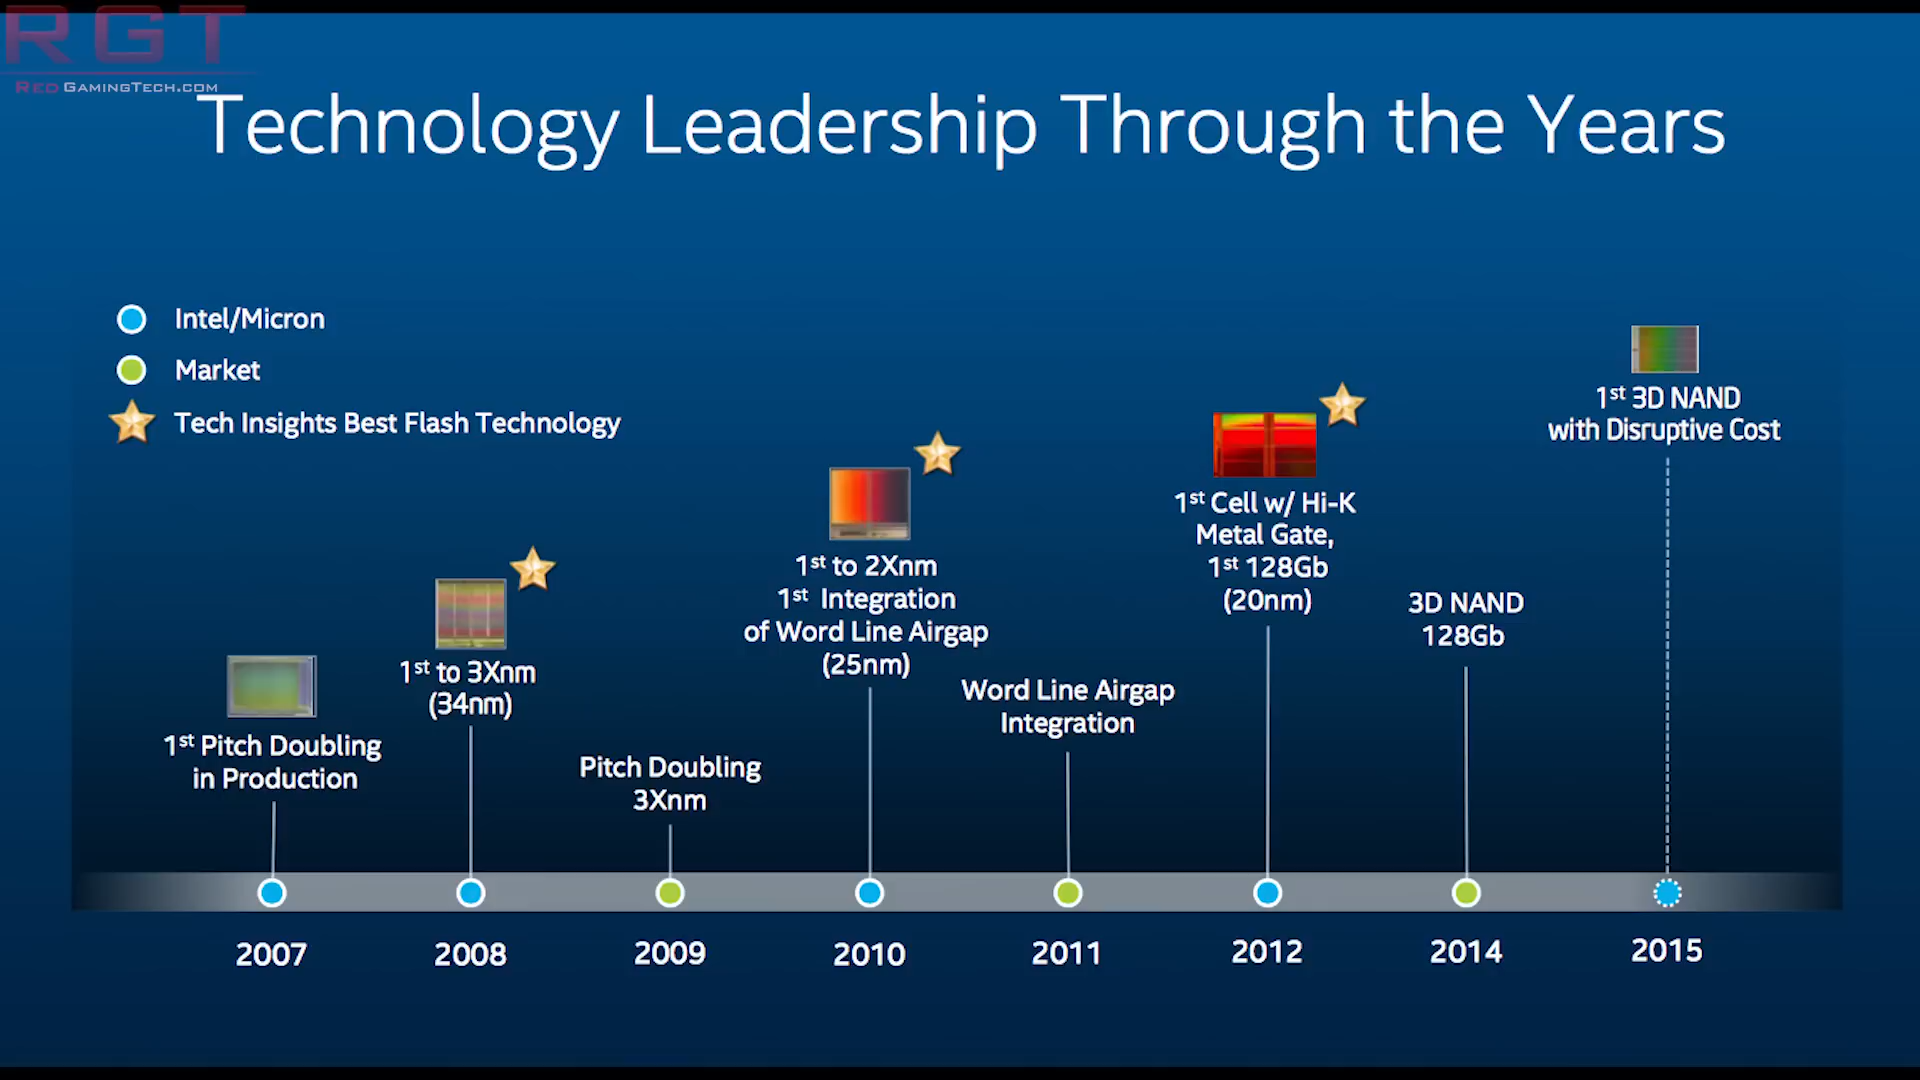 RGT
RedGamingTech.com
Technology Leadership Through the Years
Intel/Micron
Market
Tech Insights Best Flash Technology
1st Pitch Doubling
in Production
1st to 3Xnm
(34nm)
Pitch Doubling
3Xnm
1st to 2Xnm
1st Integration
of Word Line Airgap
(25nm)
Word Line Airgap
Integration
1st Cell w/ Hi-K
Metal Gate,
1st 128Gb
(20nm)
3D NAND
128Gb
1st 3D NAND
with Disruptive Cost
2007
2008
2009
2010
2011
2012
2014
2015